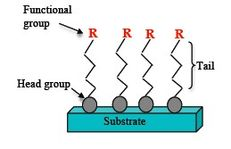 Functional
group
R R R R
Tail
Head group
Substrate